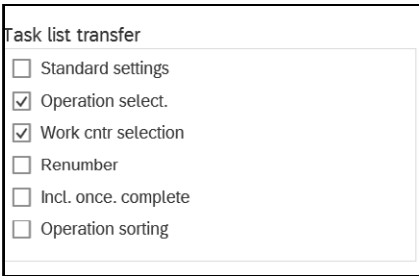 Task list transfer
Standard settings
Operation select.
Work cntr selection
Renumber
Incl. once. complete
Operation sorting